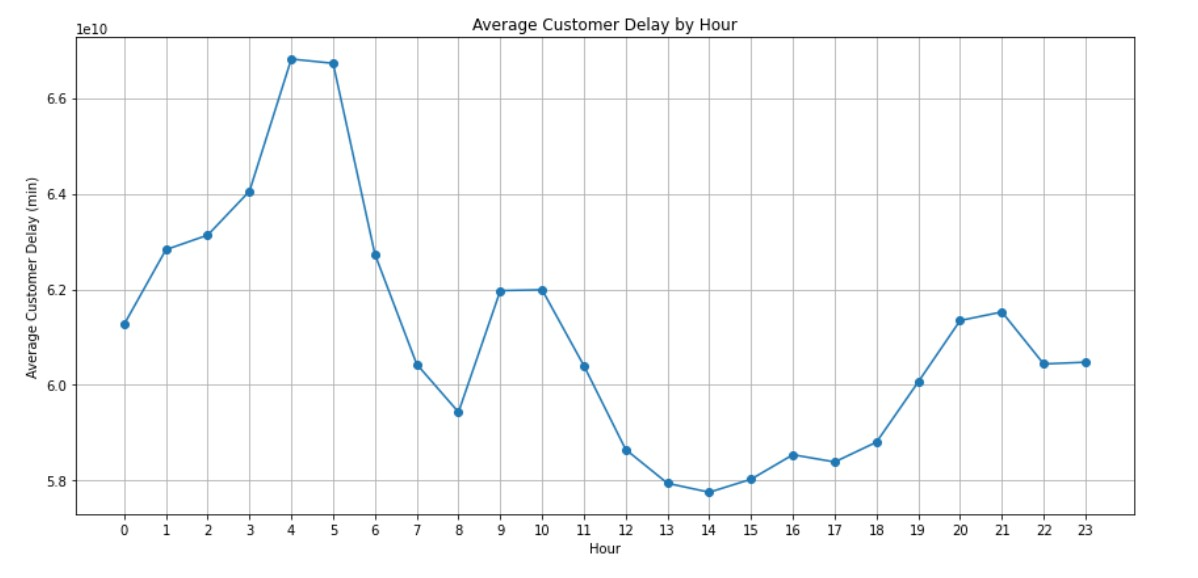 Average Customer Delay by Hour
1e10
6.6
6.4
6.2
6.0
5.8
Average Customer Delay (min)
0 1 2 3 4 5 6 7 8 9 10 11 12 13 14 15 16 17 18 19 20 21 22 23
Hour